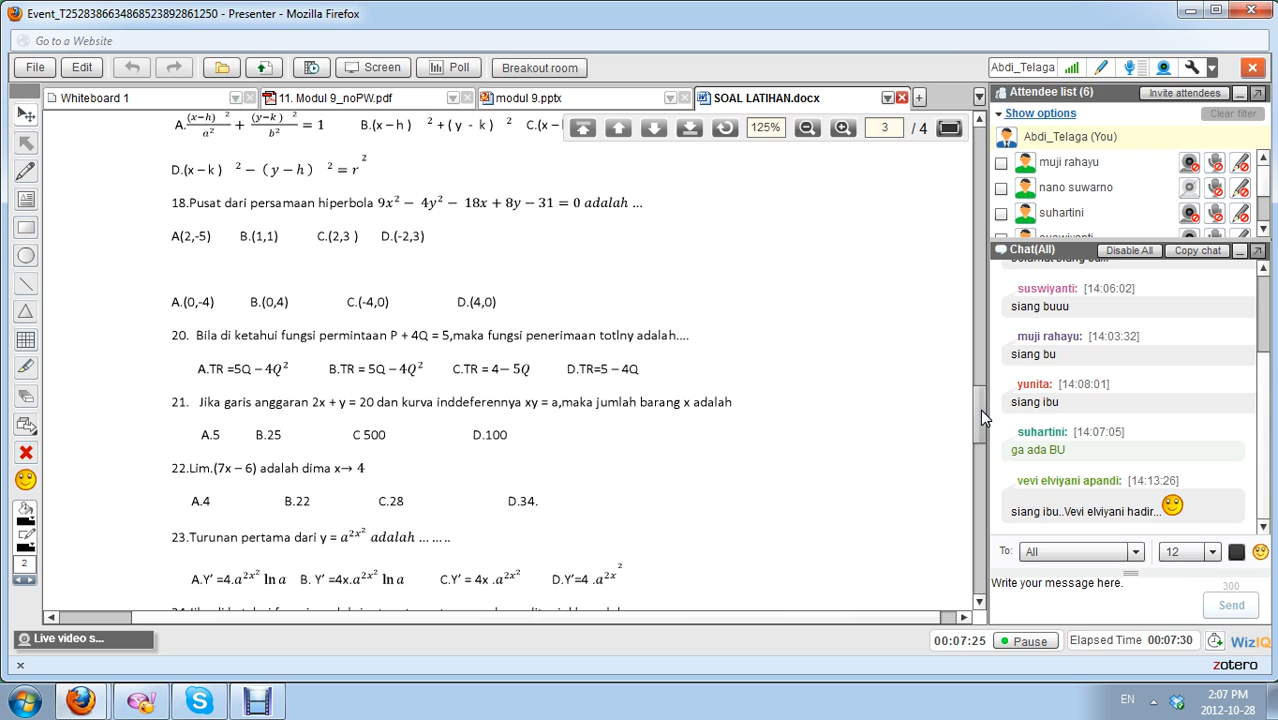 Event_T2528386634868523892861250 - Presenter - Mozilla Firefox
Go to a Website
File Edit Screen Poll Breakout room Abdi_Telaga
Whiteboard 1 11. Modul 9_noPW.pdf modul 9.pptx SOAL LATIHAN.docx
125% 3 / 4
A. (x−h)²/a² + (y−k)²/b² = 1 B.(x − h )² + ( y - k )² C.(x −
D.(x − k )² − ( y − h )² = r²
18.Pusat dari persamaan hiperbola 9x² − 4y² − 18x + 8y − 31 = 0 adalah ...
A(2,-5) B.(1,1) C.(2,3 ) D.(-2,3)
A.(0,-4) B.(0,4) C.(-4,0) D.(4,0)
20. Bila di ketahui fungsi permintaan P + 4Q = 5,maka fungsi penerimaan totlny adalah....
A.TR =5Q − 4Q² B.TR = 5Q − 4Q² C.TR = 4− 5Q D.TR=5 − 4Q
21. Jika garis anggaran 2x + y = 20 dan kurva inddeferennya xy = a,maka jumlah barang x adalah
A.5 B.25 C 500 D.100
22.Lim.(7x − 6) adalah dima x→ 4
A.4 B.22 C.28 D.34.
23.Turunan pertama dari y = a^{2x²} adalah ... ... ..
A.Y' =4.a^{2x²} ln a B. Y' =4x.a^{2x²} ln a C.Y' = 4x .a^{2x²} D.Y'=4 .a^{2x²}
Attendee list (6) Invite attendees
Show options Clear filter
Abdi_Telaga (You)
muji rahayu
nano suwarno
suhartini
suswiyanti
Chat(All) Disable All Copy chat
suswiyanti: [14:06:02]
siang buuu
muji rahayu: [14:03:32]
siang bu
yunita: [14:08:01]
siang ibu
suhartini: [14:07:05]
ga ada BU
vevi elviyani apandi: [14:13:26]
siang ibu..Vevi elviyani hadir...
To: All 12
Write your message here.
300
Send
2
Live video s...
00:07:25 Pause Elapsed Time 00:07:30 WizIQ
zotero
EN 2:07 PM
2012-10-28